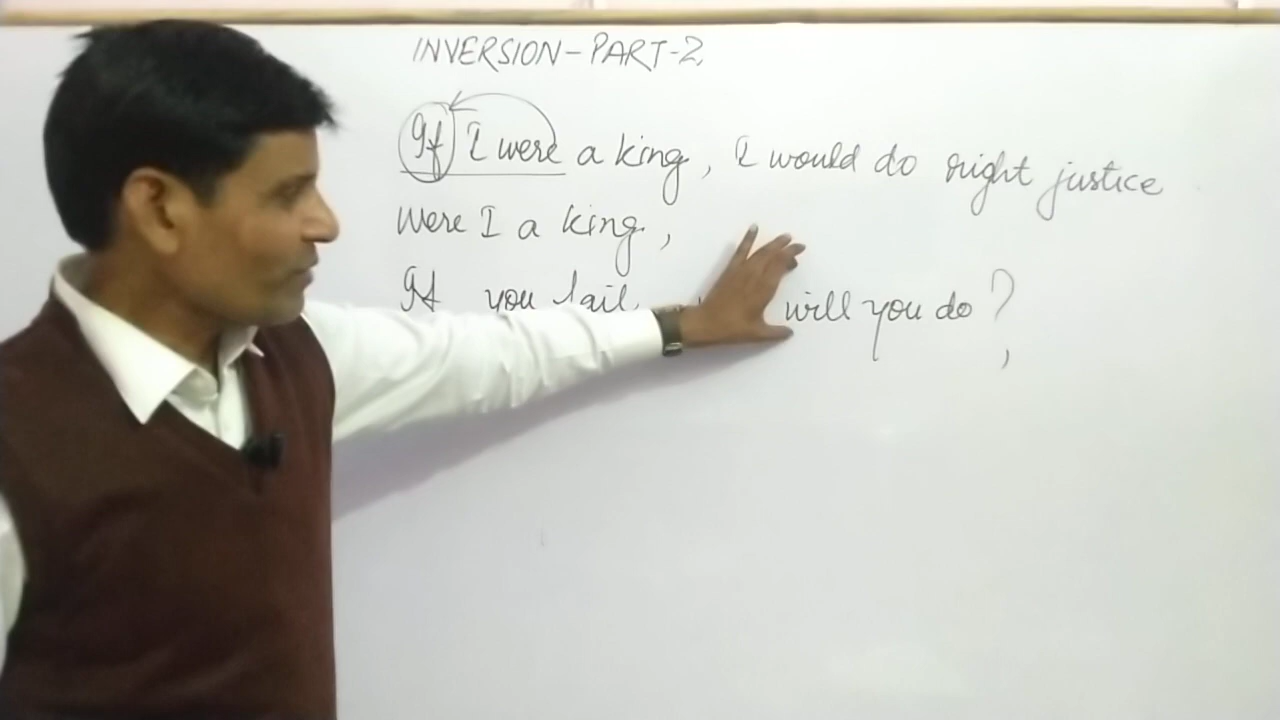 INVERSION-PART-2.
If I were a king, I would do right justice
Were I a king,
If you fail will you do ?
,